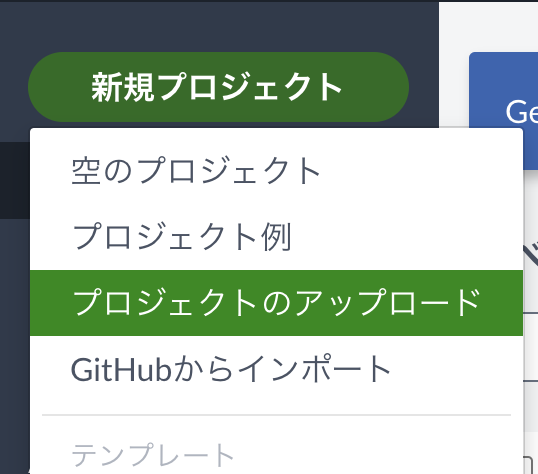 新規プロジェクト
Ge
空のプロジェクト
プロジェクト例
プロジェクトのアップロード
GitHubからインポート
テンプレート